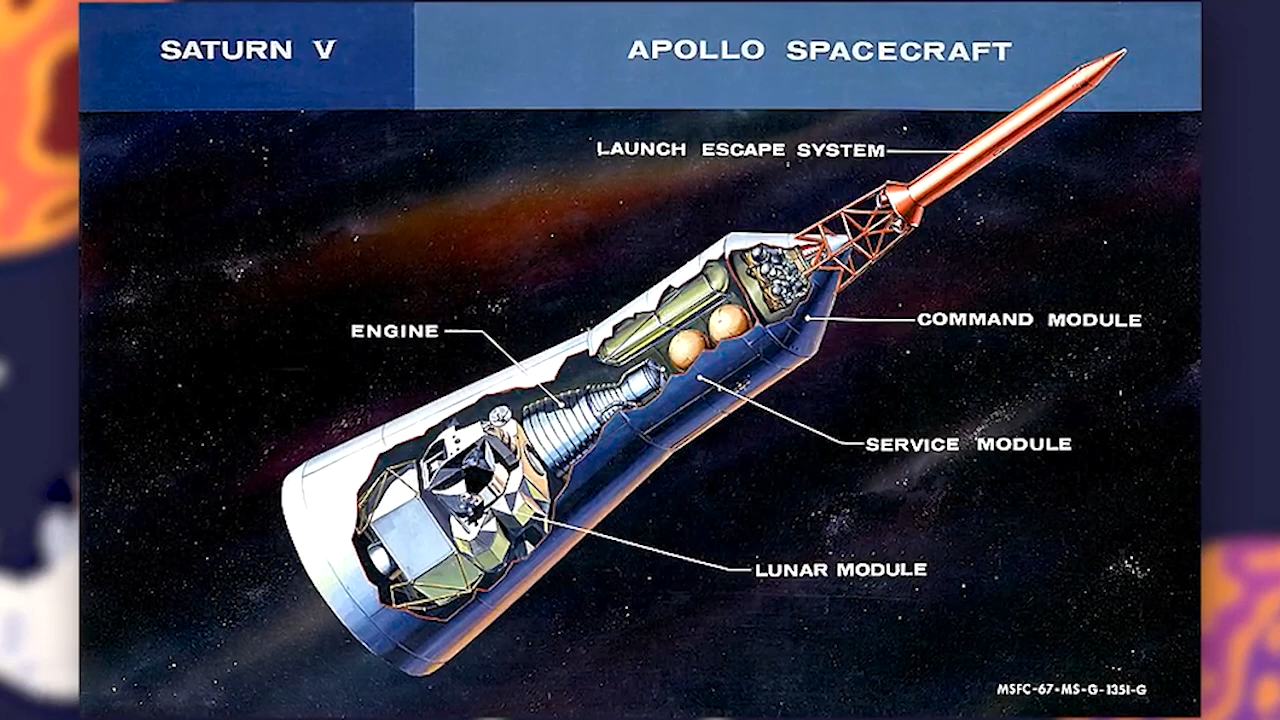 SATURN V
APOLLO SPACECRAFT
LAUNCH ESCAPE SYSTEM
COMMAND MODULE
ENGINE
SERVICE MODULE
LUNAR MODULE
MSFC-67-MS-G-1351-G